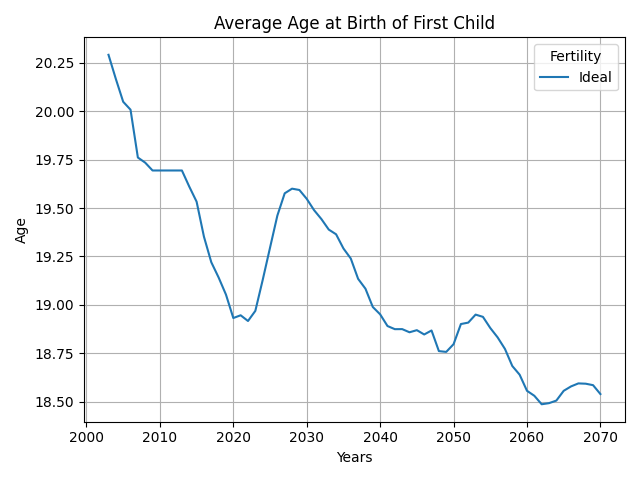 Average Age at Birth of First Child
Fertility
Ideal
20.25
20.00
19.75
19.50
19.25
19.00
18.75
18.50
Age
2000 2010 2020 2030 2040 2050 2060 2070
Years